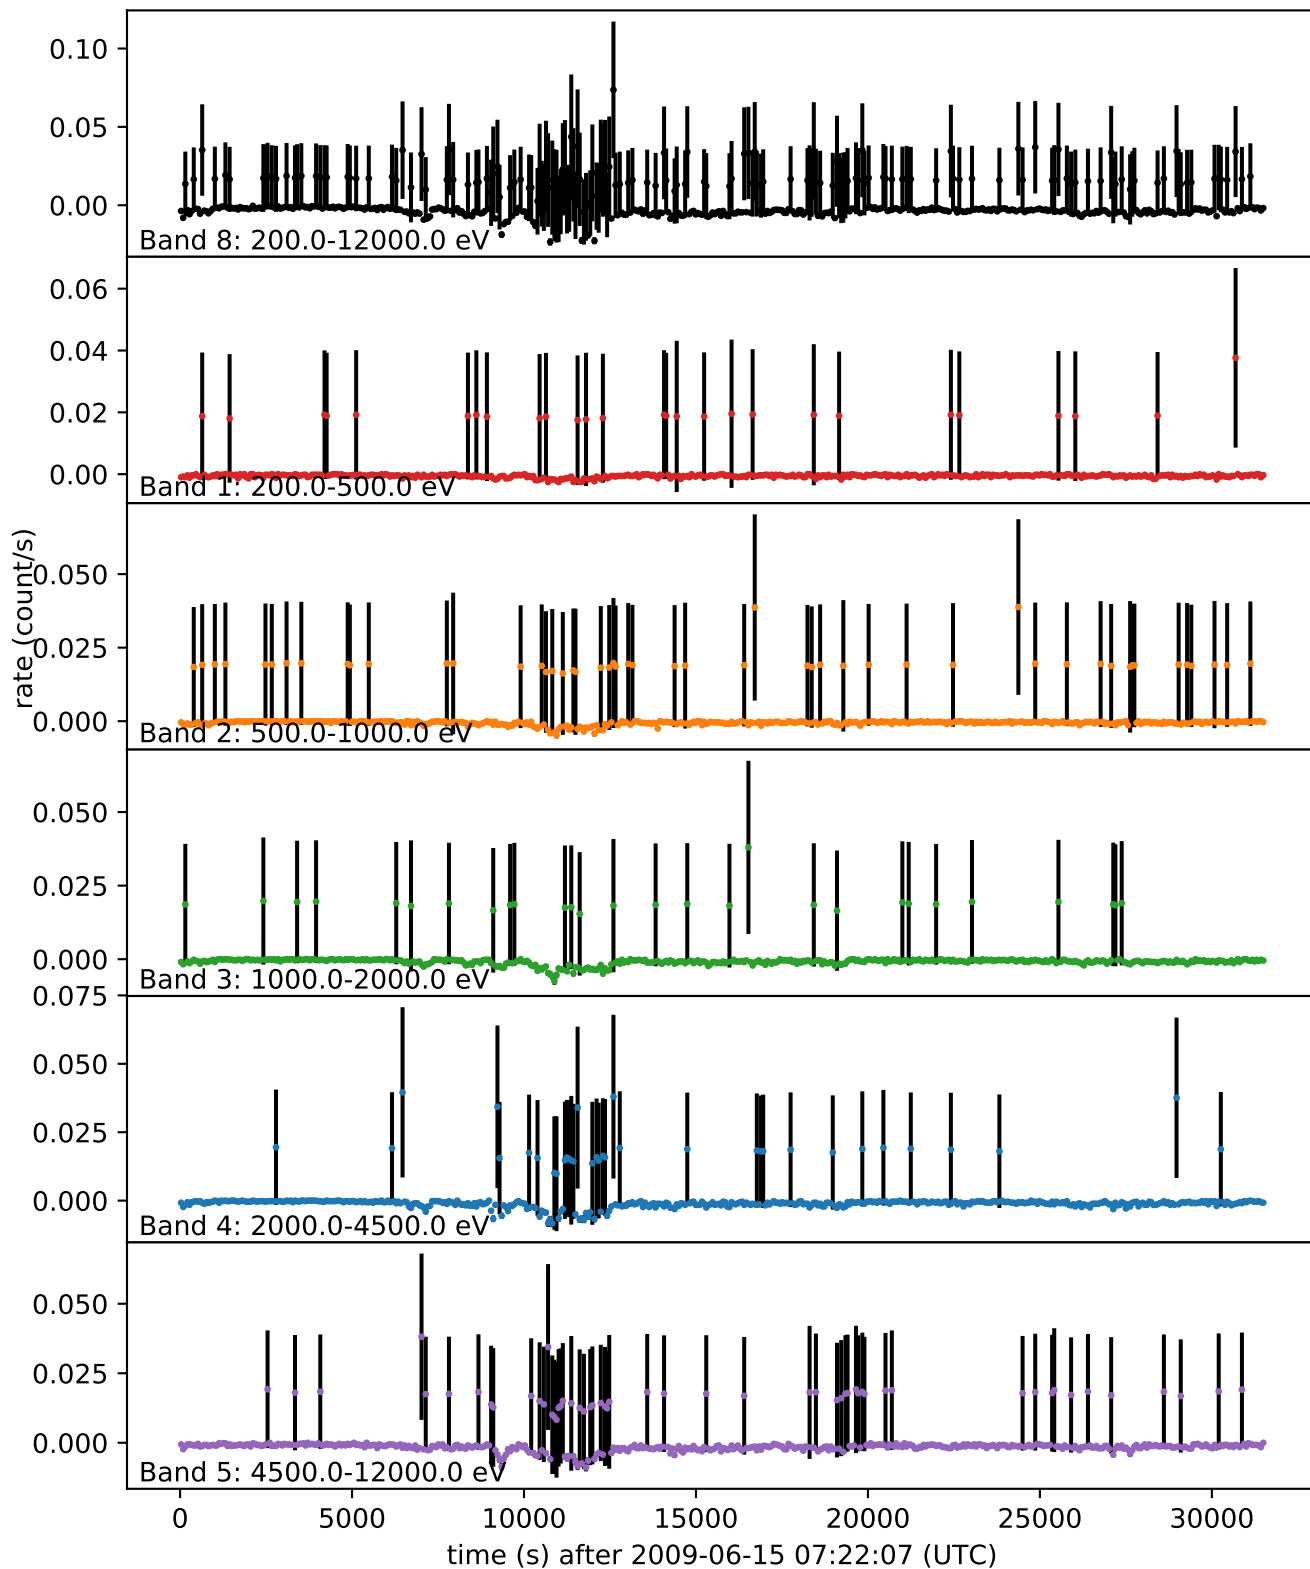 0.10
0.05
0.00
Band 8: 200.0-12000.0 eV
0.06
0.04
0.02
0.00
Band 1: 200.0-500.0 eV
rate (count/s)
0.050
0.025
0.000
Band 2: 500.0-1000.0 eV
0.050
0.025
0.000
Band 3: 1000.0-2000.0 eV
0.075
0.050
0.025
0.000
Band 4: 2000.0-4500.0 eV
0.050
0.025
0.000
Band 5: 4500.0-12000.0 eV
0 5000 10000 15000 20000 25000 30000
time (s) after 2009-06-15 07:22:07 (UTC)